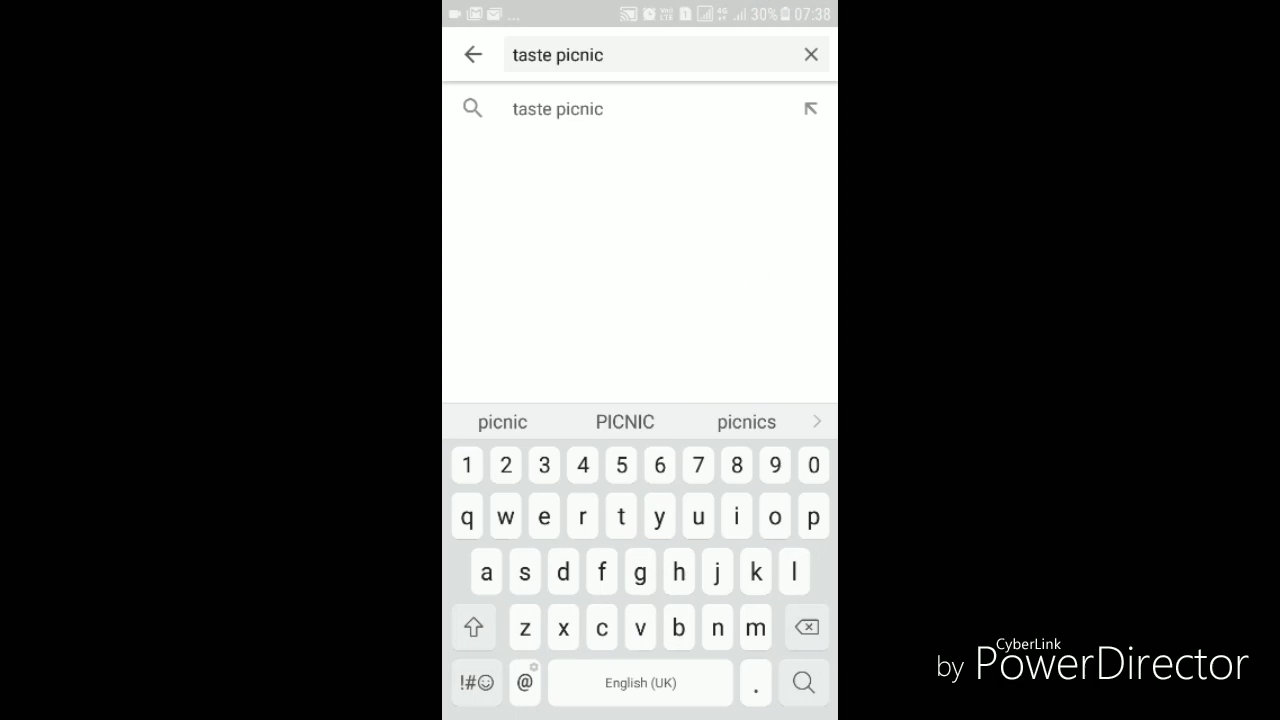 ... 30% 07:38
taste picnic
taste picnic
picnic PICNIC picnics
1 2 3 4 5 6 7 8 9 0
q w e r t y u i o p
a s d f g h j k l
z x c v b n m
!#☺ @ English (UK) .
CyberLink
by PowerDirector